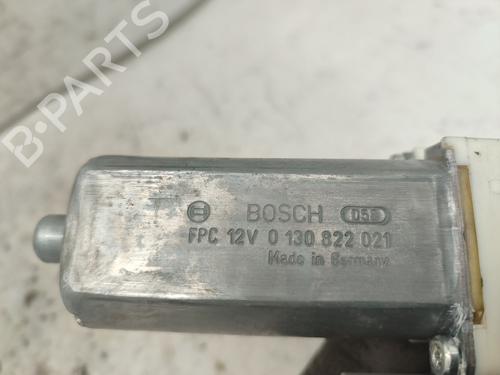 B-PARTS
BOSCH
FPC 12V 0 130 822 021
Made in Germany